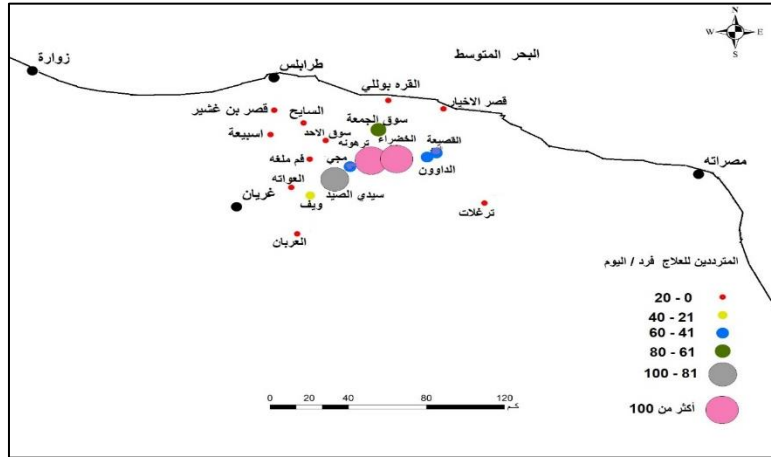 N
W E
S
البحر المتوسط
زوارة
طرابلس
القره بوللي
قصر الاخيار
قصر بن غشير
السايح
سوق الجمعة
اسبيعة
سوق الاحد
ترهونه
الخضراء
القصيعة
فم ملغه
مجي
الداوون
مصراته
العواته
ويف
سيدي الصيد
غريان
ترغلات
العربان
المترددين للعلاج فرد / اليوم
20 - 0
40 - 21
60 - 41
80 - 61
100 - 81
أكثر من 100
0 20 40 80 120 كم